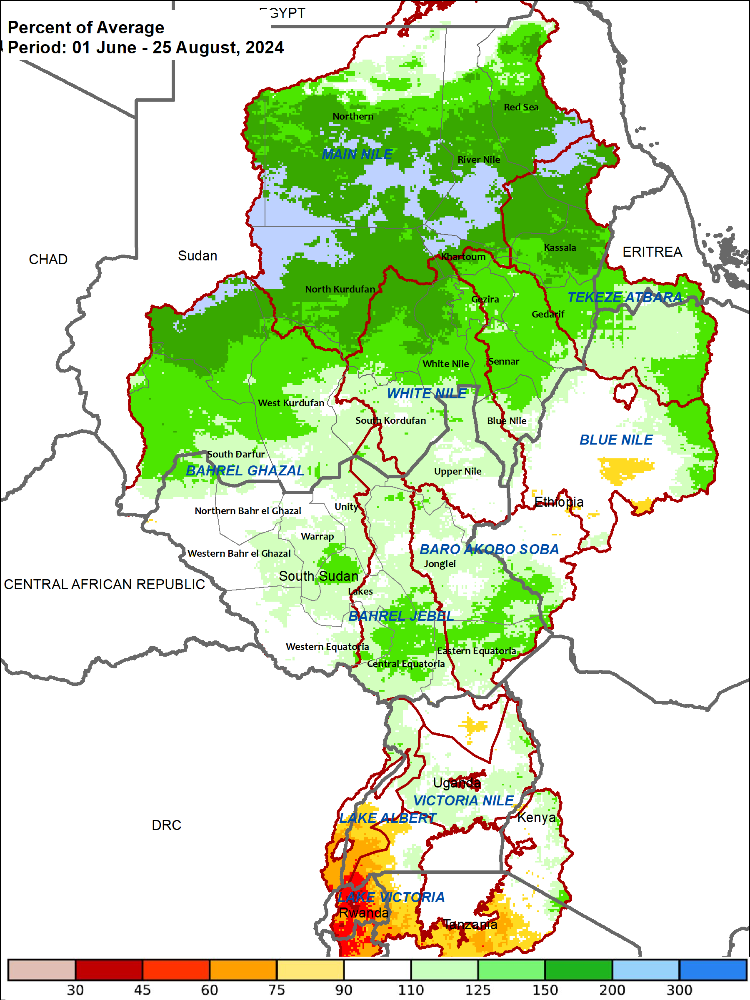 EGYPT
Percent of Average
Period: 01 June - 25 August, 2024
Red Sea
Northern
MAIN NILE
River Nile
Kassala
ERITREA
Sudan
CHAD
Khartoum
North Kurdufan
Gezira
TEKEZE ATBARA
Gedarif
White Nile
Sennar
WHITE NILE
West Kurdufan
South Kordufan
Blue Nile
BLUE NILE
South Darfur
BAHREL GHAZAL
Upper Nile
Ethiopia
Unity
Northern Bahr el Ghazal
Warrap
BARO AKOBO SOBA
Western Bahr el Ghazal
Jonglei
South Sudan
CENTRAL AFRICAN REPUBLIC
Lakes
BAHREL JEBEL
Western Equatoria
Eastern Equatoria
Central Equatoria
Uganda
VICTORIA NILE
LAKE ALBERT
Kenya
DRC
LAKE VICTORIA
Rwanda
Tanzania
30 45 60 75 90 110 125 150 200 300